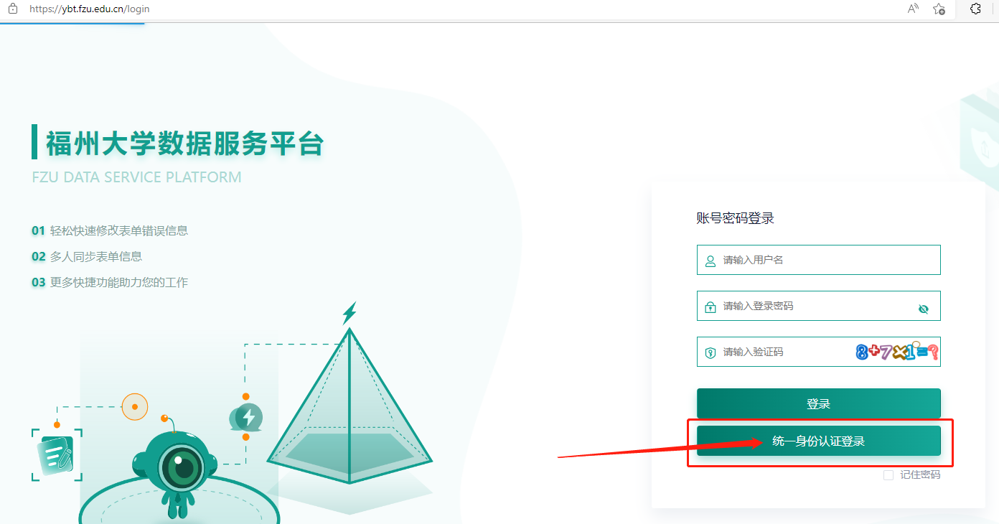 https://ybt.fzu.edu.cn/login
福州大学数据服务平台
FZU DATA SERVICE PLATFORM
01 轻松快速修改表单错误信息
02 多人同步表单信息
03 更多快捷功能助力您的工作
账号密码登录
请输入用户名
请输入登录密码
请输入验证码 8+7x1=?
登录
统一身份认证登录
记住密码